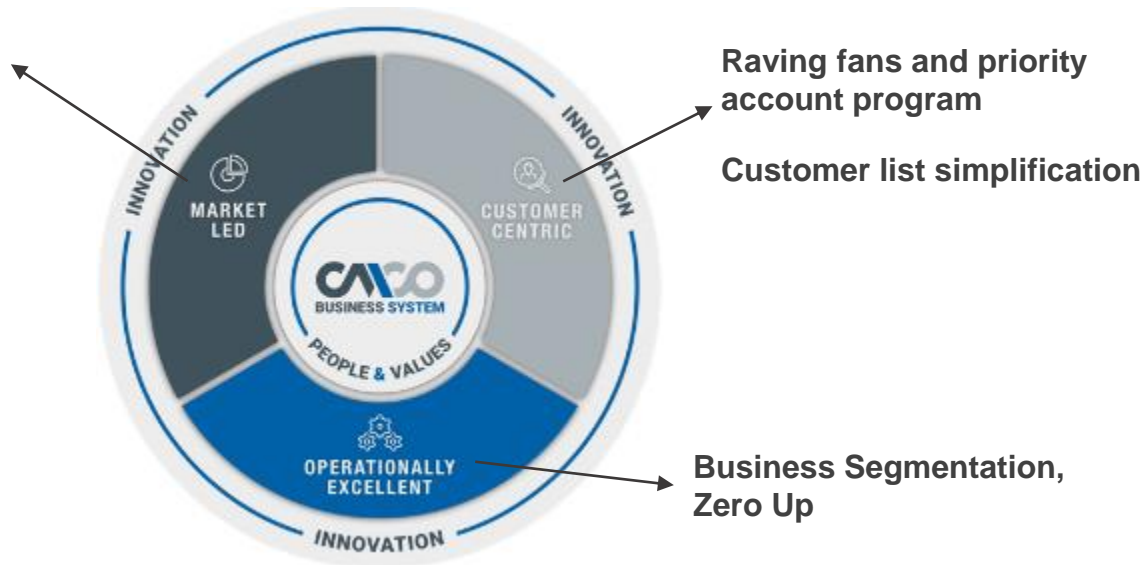 Raving fans and priority
account program
Customer list simplification
INNOVATION
INNOVATION
MARKET
LED
CUSTOMER
CENTRIC
CMCO
BUSINESS SYSTEM
PEOPLE & VALUES
OPERATIONALLY
EXCELLENT
INNOVATION
Business Segmentation,
Zero Up